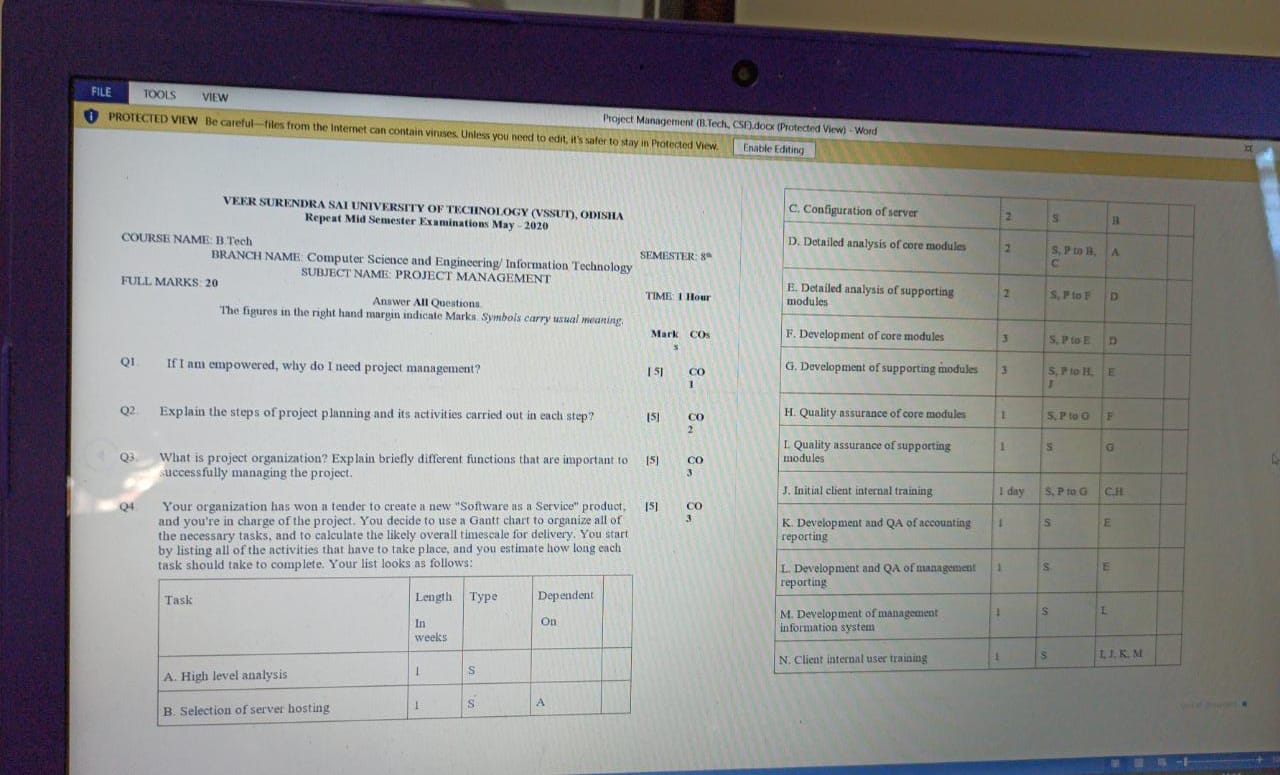 FILE TOOLS VIEW
Project Management (B.Tech, CSE).docx (Protected View) - Word
PROTECTED VIEW Be careful—files from the Internet can contain viruses. Unless you need to edit, it's safer to stay in Protected View. Enable Editing
VEER SURENDRA SAI UNIVERSITY OF TECHNOLOGY (VSSUT), ODISHA
Repeat Mid Semester Examinations May - 2020
COURSE NAME: B.Tech SEMESTER: 8th
BRANCH NAME: Computer Science and Engineering/ Information Technology
SUBJECT NAME: PROJECT MANAGEMENT
FULL MARKS: 20 TIME: 1 Hour
Answer All Questions.
The figures in the right hand margin indicate Marks. Symbols carry usual meaning.
Mark COs
s
Q1. If I am empowered, why do I need project management? [5] CO
1
Q2. Explain the steps of project planning and its activities carried out in each step? [5] CO
2
Q3. What is project organization? Explain briefly different functions that are important to [5] CO
successfully managing the project. 3
Q4. Your organization has won a tender to create a new "Software as a Service" product, [5] CO
and you're in charge of the project. You decide to use a Gantt chart to organize all of 3
the necessary tasks, and to calculate the likely overall timescale for delivery. You start
by listing all of the activities that have to take place, and you estimate how long each
task should take to complete. Your list looks as follows:
Task Length Type Dependent
In On
weeks
A. High level analysis 1 S
B. Selection of server hosting 1 S A
C. Configuration of server 2 S B
D. Detailed analysis of core modules 2 S, P to B, A
C
E. Detailed analysis of supporting 2 S, P to F D
modules
F. Development of core modules 3 S, P to E D
G. Development of supporting modules 3 S, P to H, E
J
H. Quality assurance of core modules 1 S, P to G F
I. Quality assurance of supporting 1 S G
modules
J. Initial client internal training 1 day S, P to G C,H
K. Development and QA of accounting 1 S E
reporting
L. Development and QA of management 1 S E
reporting
M. Development of management 1 S L
information system
N. Client internal user training 1 S I, J, K, M